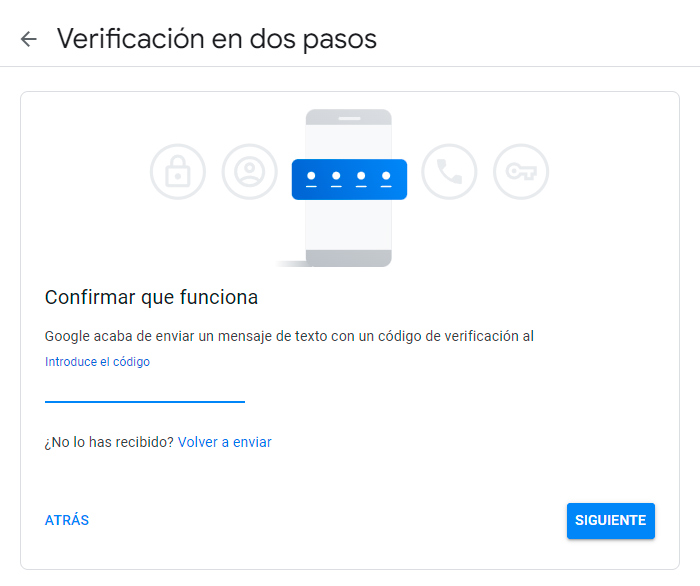 Verificación en dos pasos
Confirmar que funciona
Google acaba de enviar un mensaje de texto con un código de verificación al
Introduce el código
¿No lo has recibido? Volver a enviar
ATRÁS
SIGUIENTE